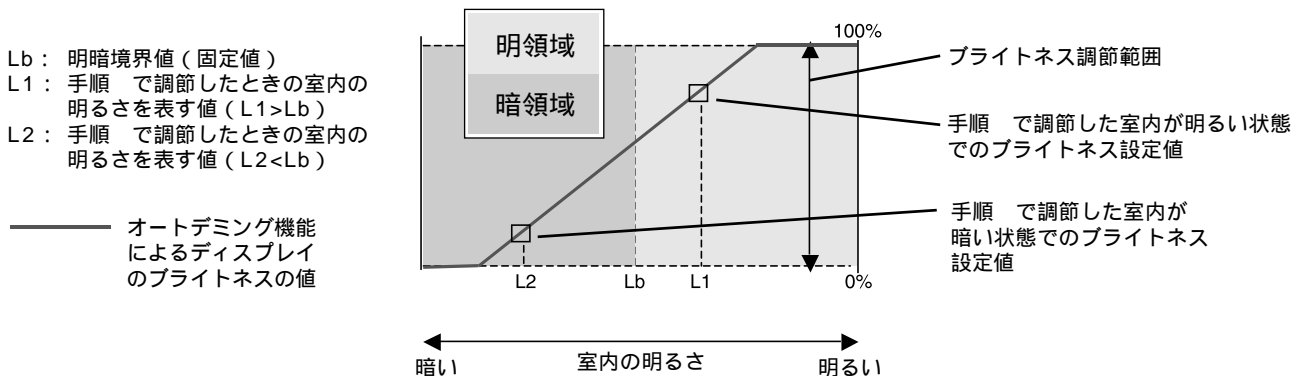 Lb： 明暗境界値（固定値）
L1： 手順　で調節したときの室内の
明るさを表す値（L1>Lb）
L2： 手順　で調節したときの室内の
明るさを表す値（L2<Lb）
オートデミング機能
によるディスプレイ
のブライトネスの値
明領域
暗領域
100%
L2 Lb L1 0%
暗い 室内の明るさ 明るい
ブライトネス調節範囲
手順　で調節した室内が明るい状態
でのブライトネス設定値
手順　で調節した室内が
暗い状態でのブライトネス
設定値